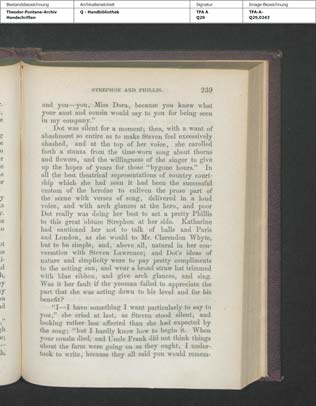 Bestandsbezeichnung
Archivalieneinheit
Signatur
Image-Bezeichnung
Theodor-Fontane-Archiv
Handschriften
Q - Handbibliothek
TFA A
Q29
TFA-A-
Q29,0243
STREPHON AND PHILLIS. 239
and you—you, Miss Dora, because you knew what
your aunt and cousin would say to you for being seen
in my company."
Dot was silent for a moment; then, with a want of
abashment so entire as to make Steven feel excessively
abashed, and at the top of her voice, she carolled
forth a stanza from the time-worn song about thorns
and flowers, and the willingness of the singer to give
up the hopes of years for those "bygone hours." In
all the best theatrical representations of country court-
ship which she had seen it had been the successful
custom of the heroine to enliven the prose part of
the scene with verses of song, delivered in a loud
voice, and with arch glances at the hero, and poor
Dot really was doing her best to act a pretty Phillis
to this great obtuse Strephon at her side. Katharine
had cautioned her not to talk of balls and Paris
and London, as she would to Mr. Clarendon Whyte,
but to be simple, and, above all, natural in her con-
versation with Steven Lawrence; and Dot's ideas of
nature and simplicity were to pay pretty compliments
to the setting sun, and wear a broad straw hat trimmed
with blue ribbon, and give arch glances, and sing.
Was it her fault if the yeoman failed to appreciate the
part that she was acting down to his level and for his
benefit?
"I—I have something I want particularly to say to
you," she cried at last, as Steven stood silent, and
looking rather less affected than she had expected by
the song; "but I hardly know how to begin it. When
your cousin died, and Uncle Frank did not think things
about the farm were going on as they ought, I under-
took to write, because they all said you would remem-